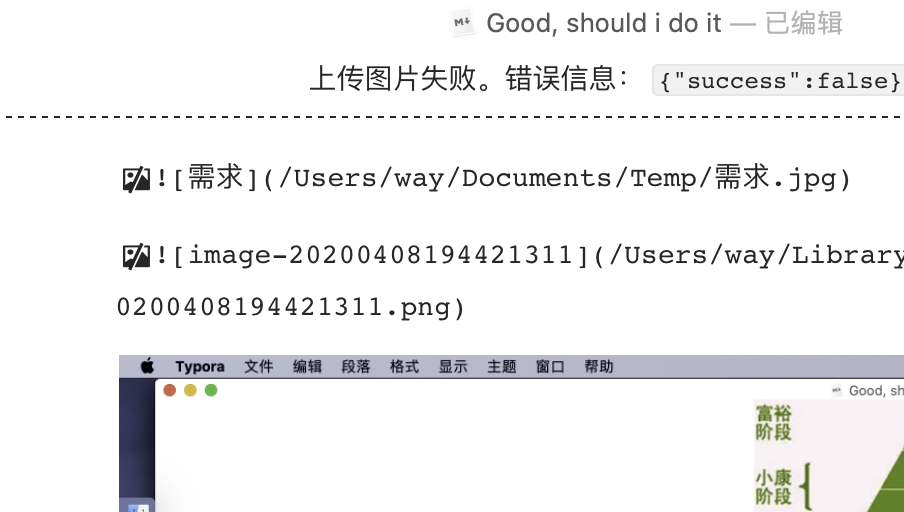 Good, should i do it — 已编辑
上传图片失败。错误信息： {"success":false}
![需求](/Users/way/Documents/Temp/需求.jpg)
![image-20200408194421311](/Users/way/Library
0200408194421311.png)
Typora 文件 编辑 段落 格式 显示 主题 窗口 帮助
Good, sh
富裕
阶段
小康
阶段